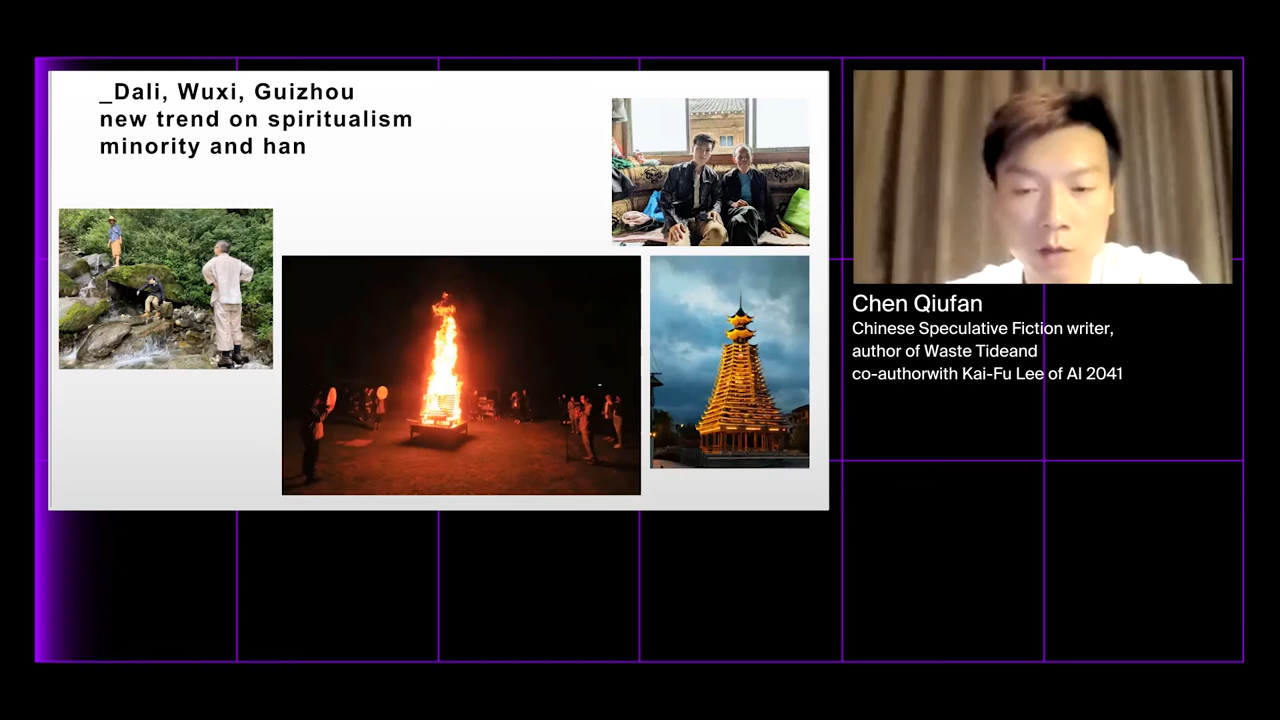 _Dali, Wuxi, Guizhou
new trend on spiritualism
minority and han
Chen Qiufan
Chinese Speculative Fiction writer,
author of Waste Tideand
co-authorwith Kai-Fu Lee of AI 2041